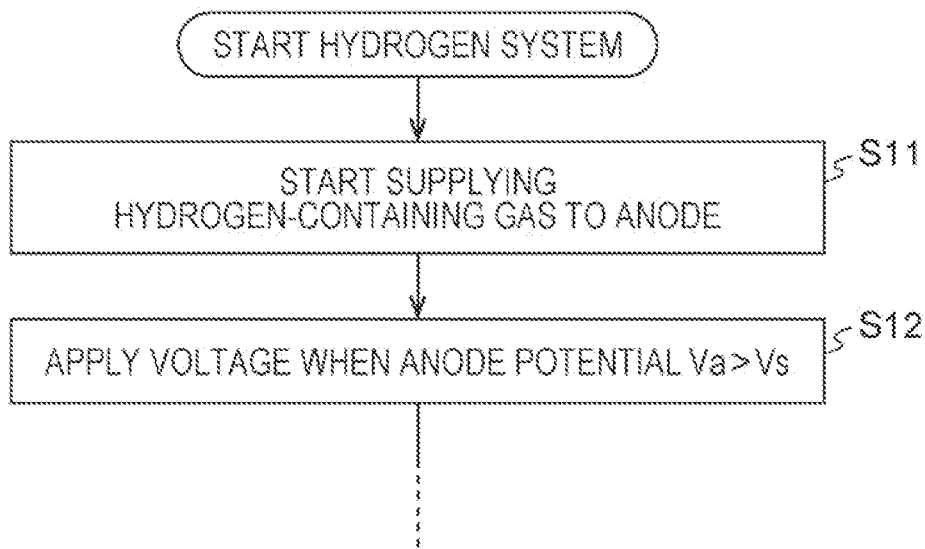 START HYDROGEN SYSTEM
S11
START SUPPLYING
HYDROGEN-CONTAINING GAS TO ANODE
S12
APPLY VOLTAGE WHEN ANODE POTENTIAL Va > Vs